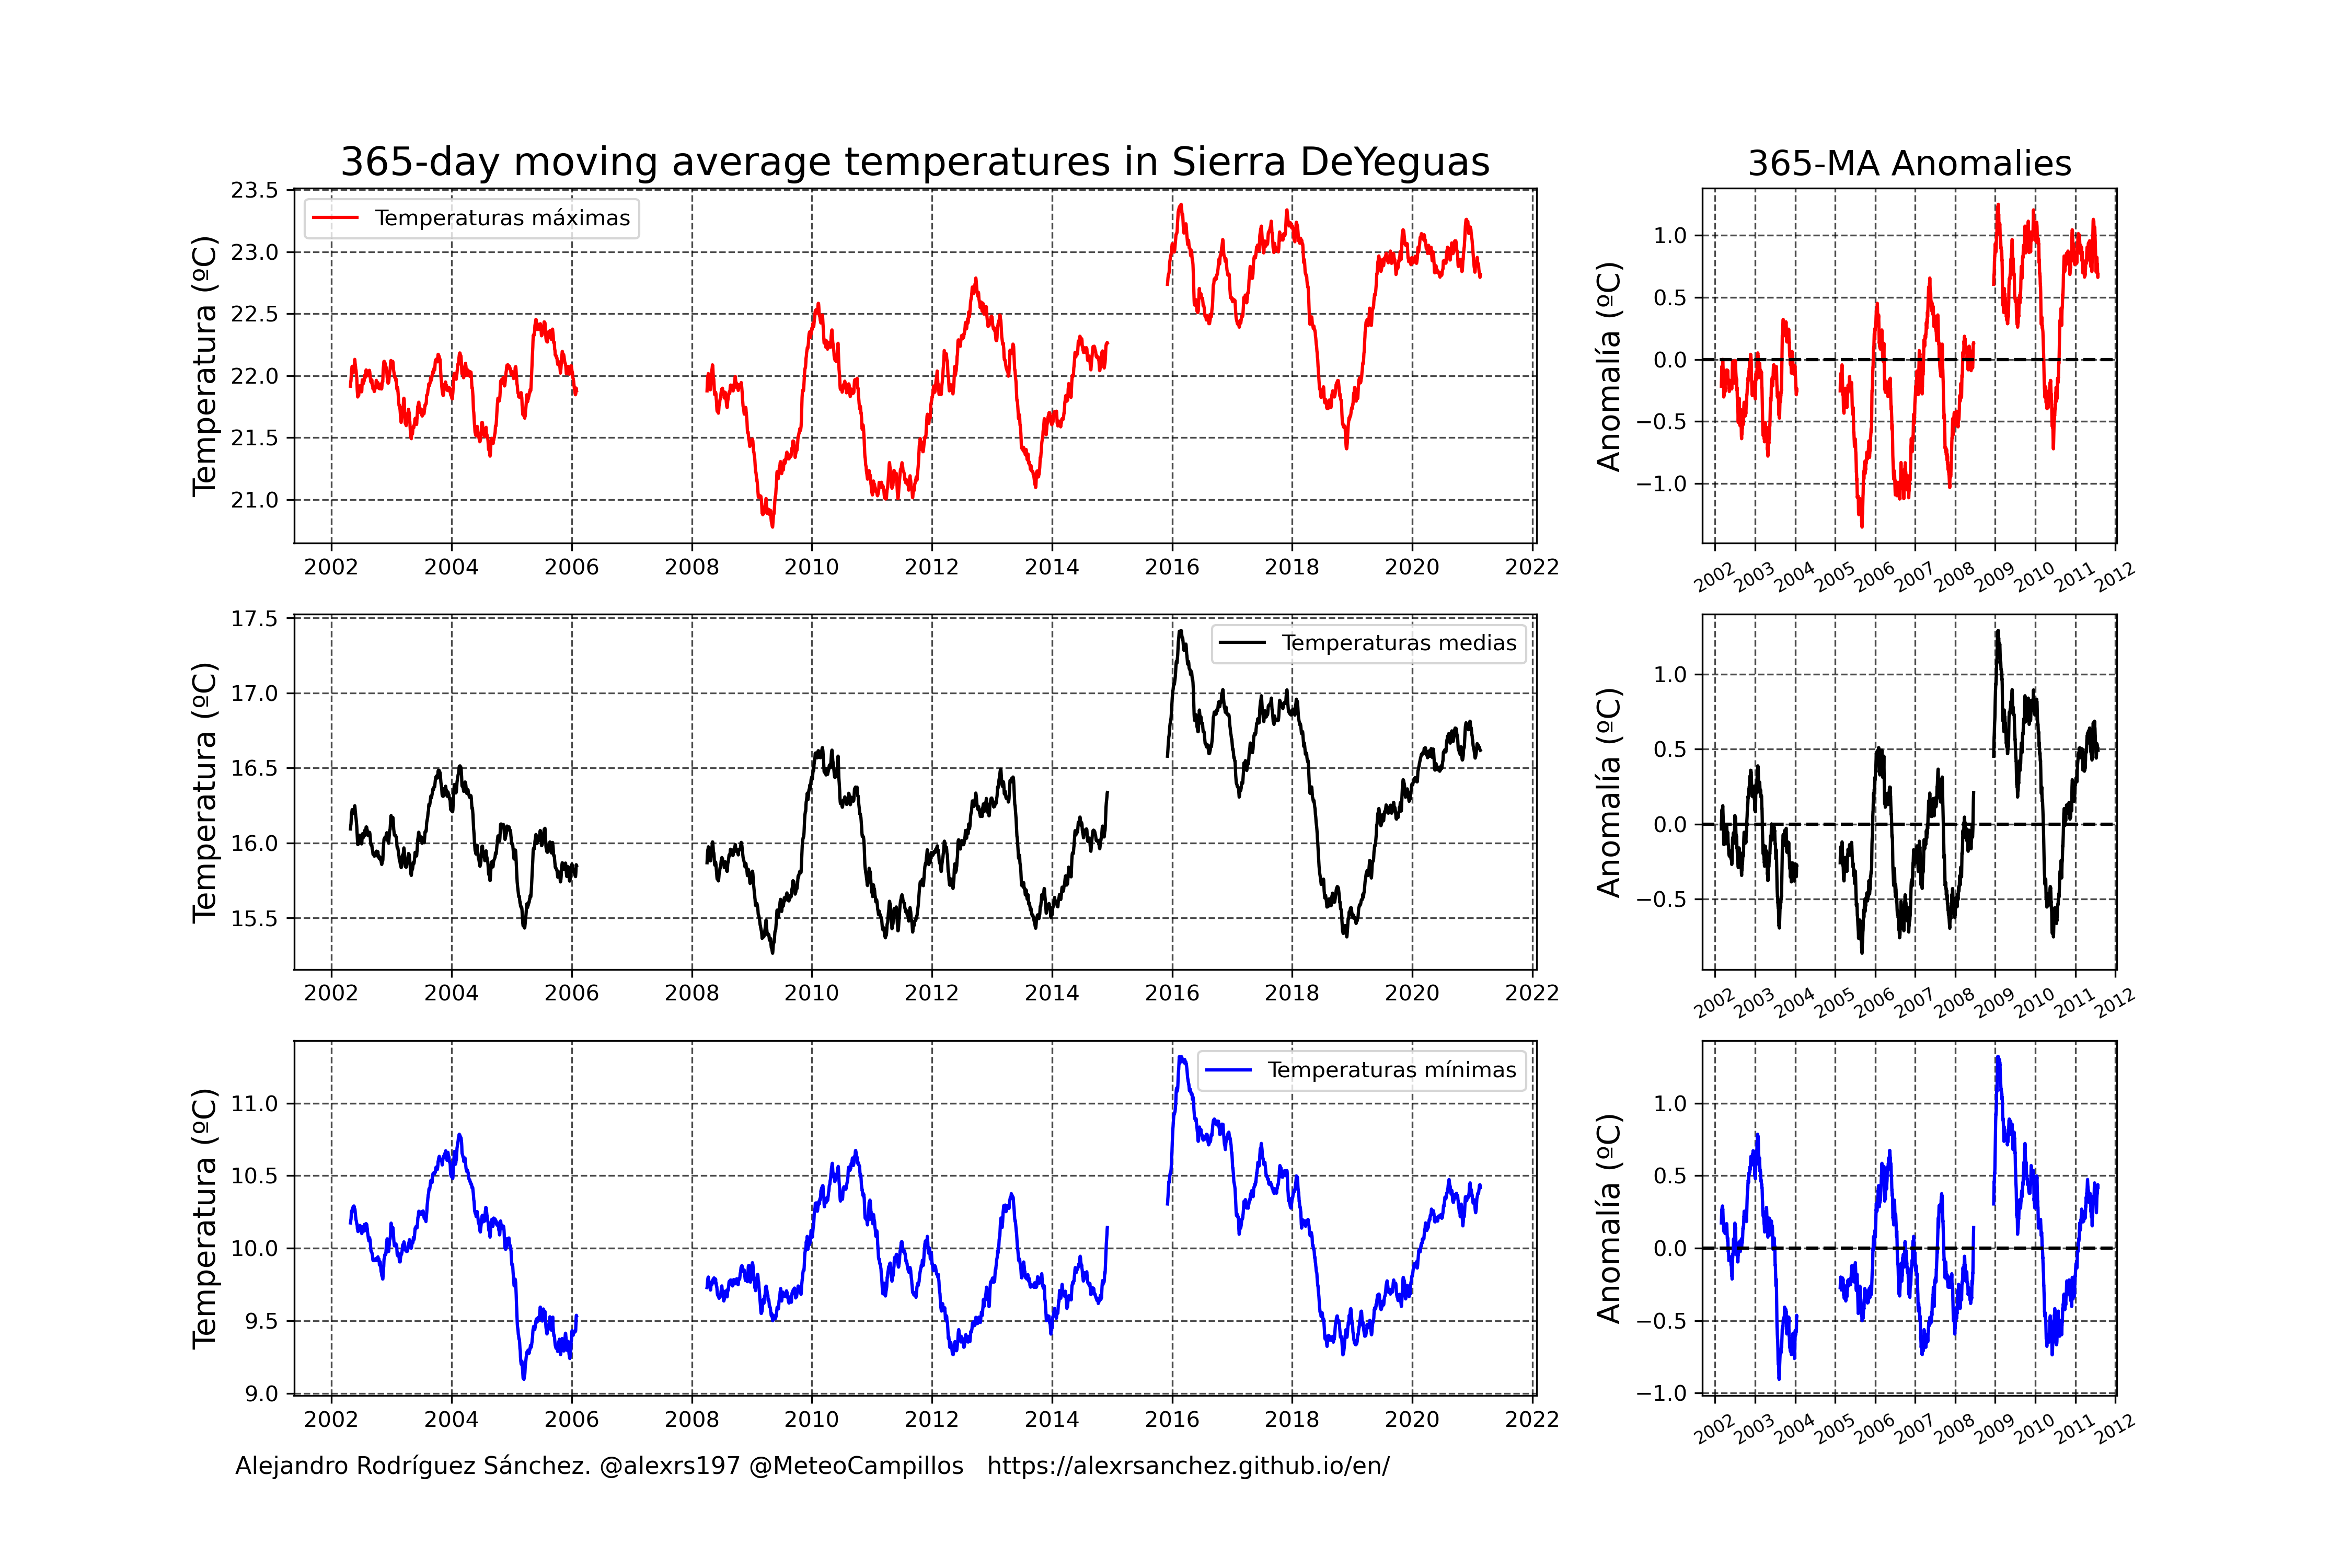 365-day moving average temperatures in Sierra DeYeguas
365-MA Anomalies
Temperatura (ºC)
23.5
23.0
22.5
22.0
21.5
21.0
Temperaturas máximas
2002 2004 2006 2008 2010 2012 2014 2016 2018 2020 2022
Anomalía (ºC)
1.0
0.5
0.0
−0.5
−1.0
2002 2003 2004 2005 2006 2007 2008 2009 2010 2011 2012
Temperatura (ºC)
17.5
17.0
16.5
16.0
15.5
Temperaturas medias
2002 2004 2006 2008 2010 2012 2014 2016 2018 2020 2022
Anomalía (ºC)
1.0
0.5
0.0
−0.5
2002 2003 2004 2005 2006 2007 2008 2009 2010 2011 2012
Temperatura (ºC)
11.0
10.5
10.0
9.5
9.0
Temperaturas mínimas
2002 2004 2006 2008 2010 2012 2014 2016 2018 2020 2022
Anomalía (ºC)
1.0
0.5
0.0
−0.5
−1.0
2002 2003 2004 2005 2006 2007 2008 2009 2010 2011 2012
Alejandro Rodríguez Sánchez. @alexrs197 @MeteoCampillos https://alexrsanchez.github.io/en/